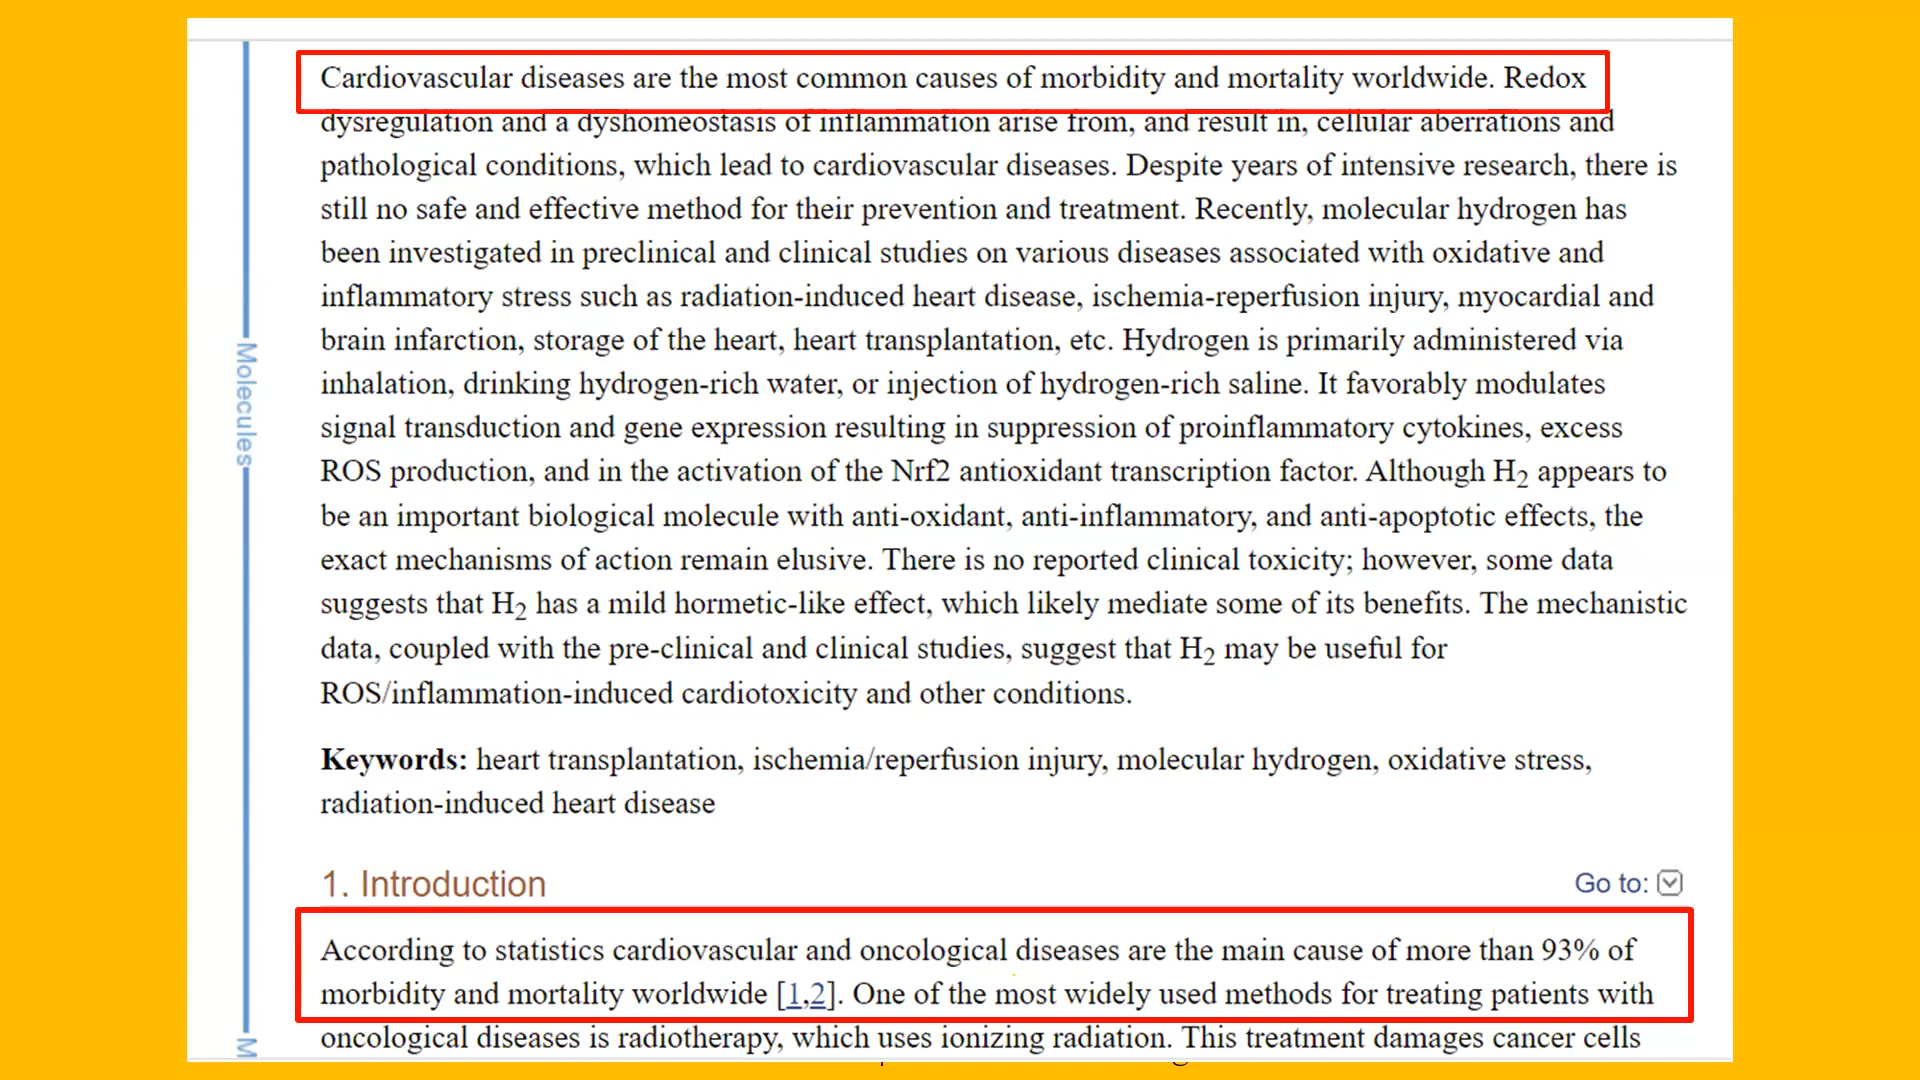 Cardiovascular diseases are the most common causes of morbidity and mortality worldwide. Redox
dysregulation and a dyshomeostasis of inflammation arise from, and result in, cellular aberrations and
pathological conditions, which lead to cardiovascular diseases. Despite years of intensive research, there is
still no safe and effective method for their prevention and treatment. Recently, molecular hydrogen has
been investigated in preclinical and clinical studies on various diseases associated with oxidative and
inflammatory stress such as radiation-induced heart disease, ischemia-reperfusion injury, myocardial and
brain infarction, storage of the heart, heart transplantation, etc. Hydrogen is primarily administered via
inhalation, drinking hydrogen-rich water, or injection of hydrogen-rich saline. It favorably modulates
signal transduction and gene expression resulting in suppression of proinflammatory cytokines, excess
ROS production, and in the activation of the Nrf2 antioxidant transcription factor. Although H₂ appears to
be an important biological molecule with anti-oxidant, anti-inflammatory, and anti-apoptotic effects, the
exact mechanisms of action remain elusive. There is no reported clinical toxicity; however, some data
suggests that H₂ has a mild hormetic-like effect, which likely mediate some of its benefits. The mechanistic
data, coupled with the pre-clinical and clinical studies, suggest that H₂ may be useful for
ROS/inflammation-induced cardiotoxicity and other conditions.
Keywords: heart transplantation, ischemia/reperfusion injury, molecular hydrogen, oxidative stress,
radiation-induced heart disease
1. Introduction
Go to:
According to statistics cardiovascular and oncological diseases are the main cause of more than 93% of
morbidity and mortality worldwide [1,2]. One of the most widely used methods for treating patients with
oncological diseases is radiotherapy, which uses ionizing radiation. This treatment damages cancer cells
Molecules
M